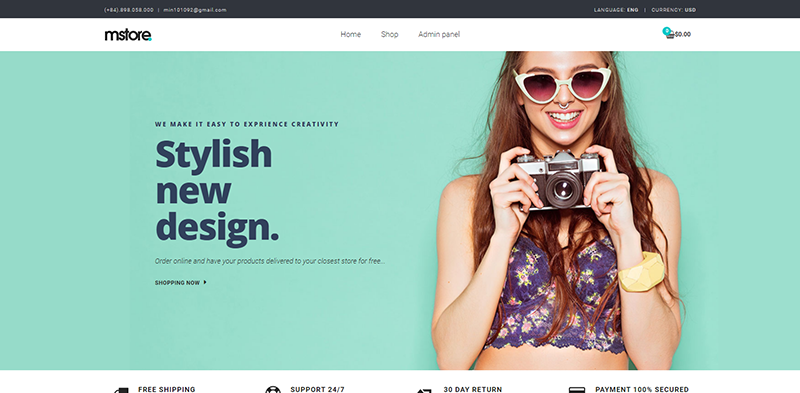 (+84).898.058.000 | min101092@gmail.com
LANGUAGE: ENG | CURRENCY: USD
mstore.
Home Shop Admin panel
0 $0.00
WE MAKE IT EASY TO EXPRIENCE CREATIVITY
Stylish
new
design.
Order online and have your products delivered to your closest store for free...
SHOPPING NOW
FREE SHIPPING
SUPPORT 24/7
30 DAY RETURN
PAYMENT 100% SECURED